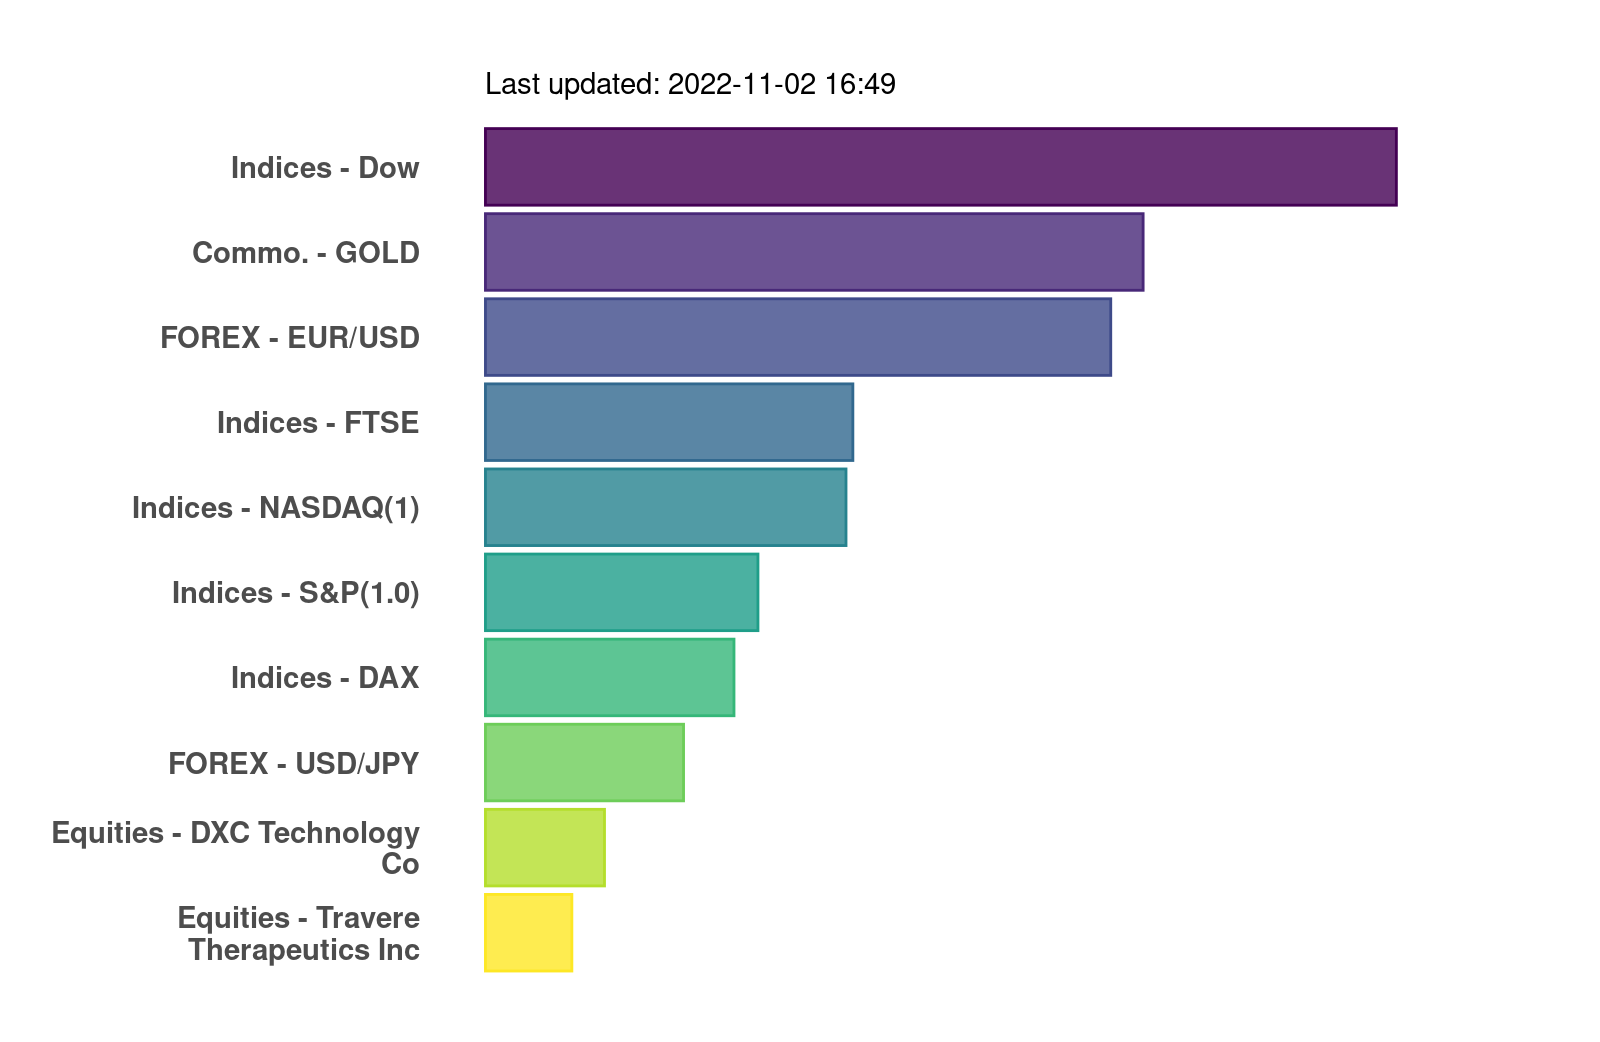 Last updated: 2022-11-02 16:49
Indices - Dow
Commo. - GOLD
FOREX - EUR/USD
Indices - FTSE
Indices - NASDAQ(1)
Indices - S&P(1.0)
Indices - DAX
FOREX - USD/JPY
Equities - DXC Technology
Co
Equities - Travere
Therapeutics Inc